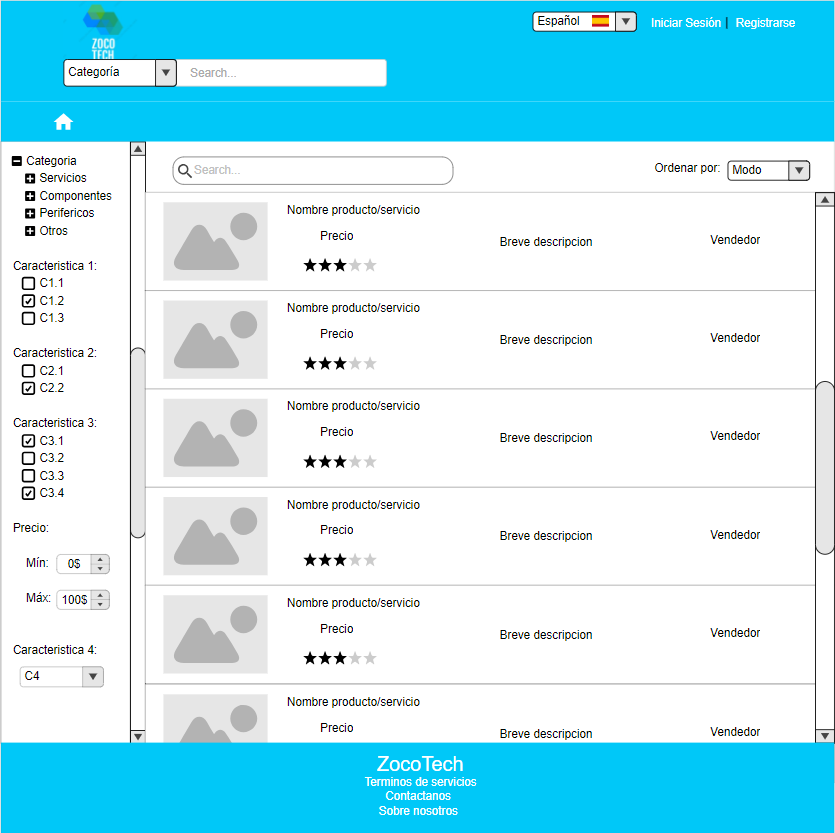 ZOCO
TECH
Español
Iniciar Sesión | Registrarse
Categoría
Search...
Categoria
Servicios
Componentes
Perifericos
Otros
Caracteristica 1:
C1.1
C1.2
C1.3
Caracteristica 2:
C2.1
C2.2
Caracteristica 3:
C3.1
C3.2
C3.3
C3.4
Precio:
Mín: 0$
Máx: 100$
Caracteristica 4:
C4
Search...
Ordenar por: Modo
Nombre producto/servicio
Precio
Breve descripcion
Vendedor
Nombre producto/servicio
Precio
Breve descripcion
Vendedor
Nombre producto/servicio
Precio
Breve descripcion
Vendedor
Nombre producto/servicio
Precio
Breve descripcion
Vendedor
Nombre producto/servicio
Precio
Breve descripcion
Vendedor
Nombre producto/servicio
Precio
Breve descripcion
Vendedor
ZocoTech
Terminos de servicios
Contactanos
Sobre nosotros